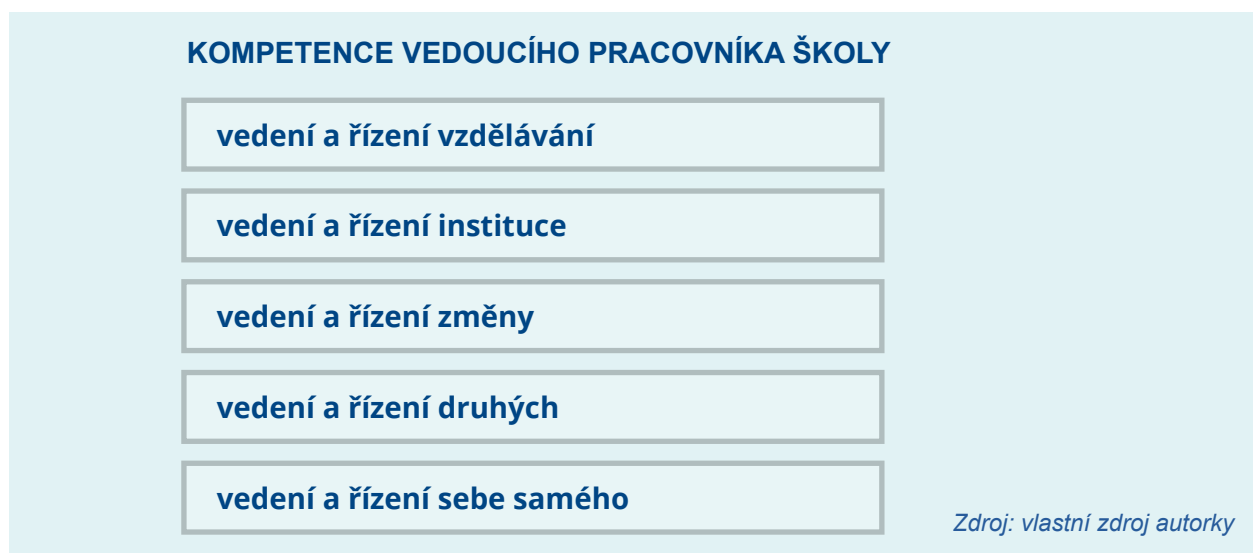 KOMPETENCE VEDOUCÍHO PRACOVNÍKA ŠKOLY
vedení a řízení vzdělávání
vedení a řízení instituce
vedení a řízení změny
vedení a řízení druhých
vedení a řízení sebe samého
Zdroj: vlastní zdroj autorky